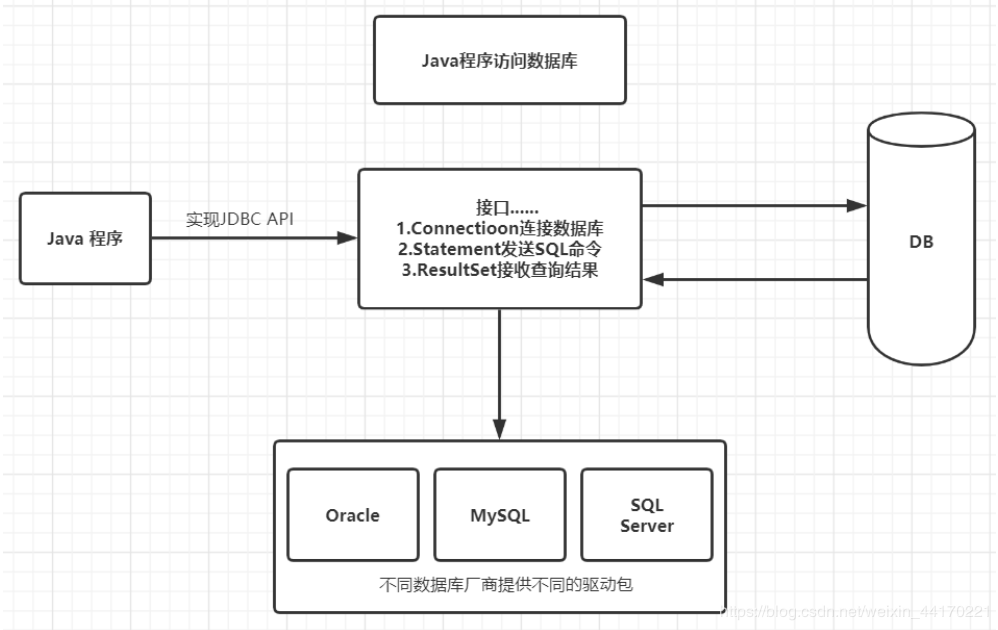 Java程序访问数据库
Java 程序
实现JDBC API
接口......
1.Connectioon连接数据库
2.Statement发送SQL命令
3.ResultSet接收查询结果
DB
Oracle
MySQL
SQL
Server
不同数据库厂商提供不同的驱动包
https://blog.csdn.net/weixin_44170221